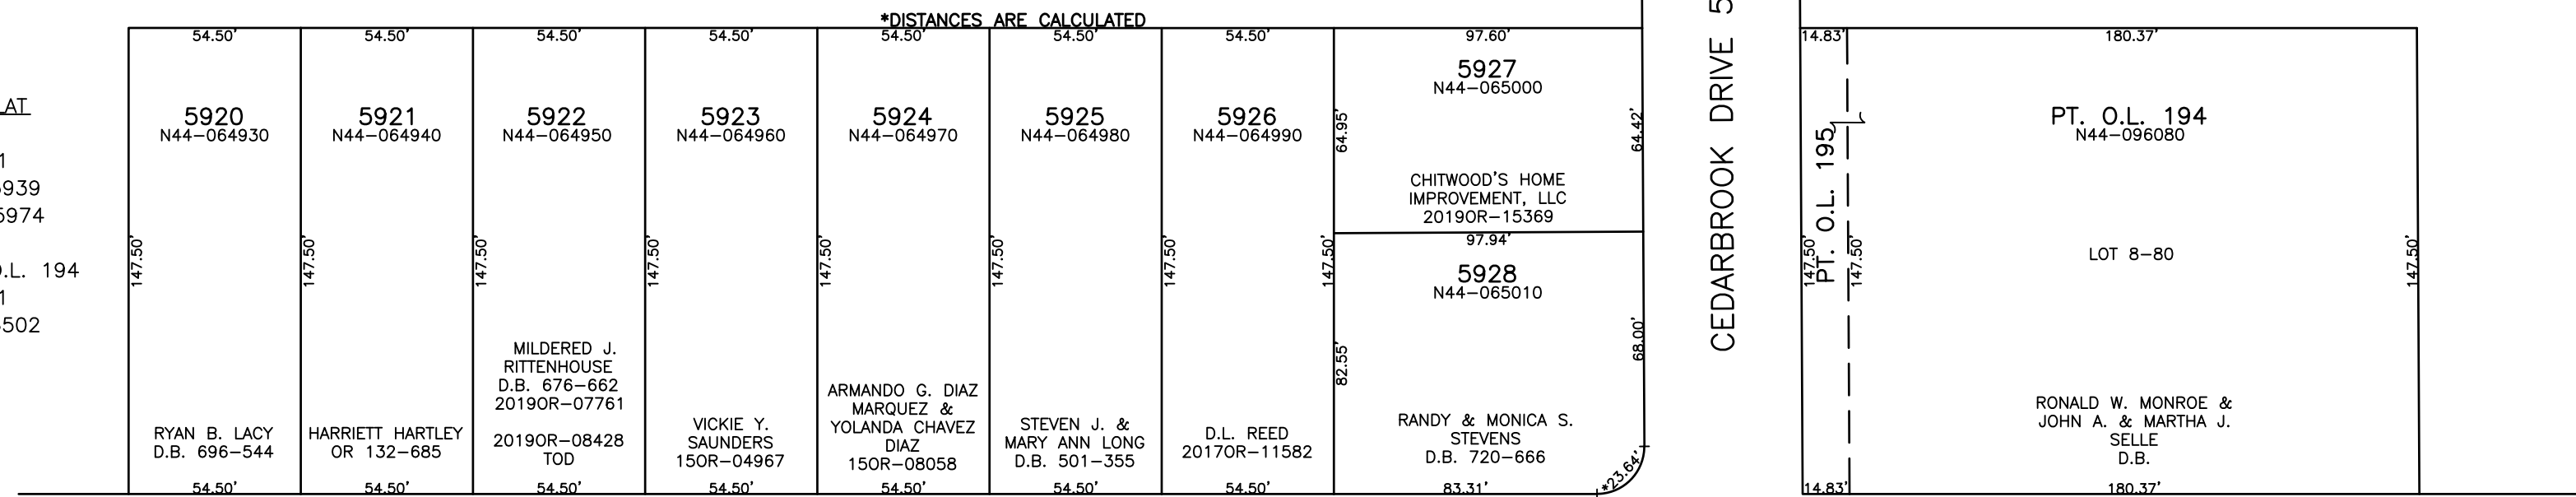 *DISTANCES ARE CALCULATED
54.50' 54.50' 54.50' 54.50' 54.50' 54.50' 54.50' 97.60' 14.83' 180.37'
LAT
1
5974
O.L. 194
1
5920
N44-064930
147.50'
RYAN B. LACY
D.B. 696-544
54.50'
5921
N44-064940
147.50'
HARRIETT HARTLEY
OR 132-685
54.50'
5922
N44-064950
147.50'
MILDERED J.
RITTENHOUSE
D.B. 676-662
2019OR-07761
2019OR-08428
TOD
54.50'
5923
N44-064960
147.50'
VICKIE Y.
SAUNDERS
15OR-04967
54.50'
5924
N44-064970
147.50'
ARMANDO G. DIAZ
MARQUEZ &
YOLANDA CHAVEZ
DIAZ
15OR-08058
54.50'
5925
N44-064980
147.50'
STEVEN J. &
MARY ANN LONG
D.B. 501-355
54.50'
5926
N44-064990
147.50'
147.50'
D.L. REED
2017OR-11582
54.50'
5927
N44-065000
64.95'
64.42'
CHITWOOD'S HOME
IMPROVEMENT, LLC
2019OR-15369
97.94'
5928
N44-065010
82.55'
68.00'
RANDY & MONICA S.
STEVENS
D.B. 720-666
83.31'
*23.64'
CEDARBROOK DRIVE 5
PT. O.L. 195
147.50'
147.50'
14.83'
PT. O.L. 194
N44-096080
LOT 8-80
147.50'
RONALD W. MONROE &
JOHN A. & MARTHA J.
SELLE
D.B.
180.37'